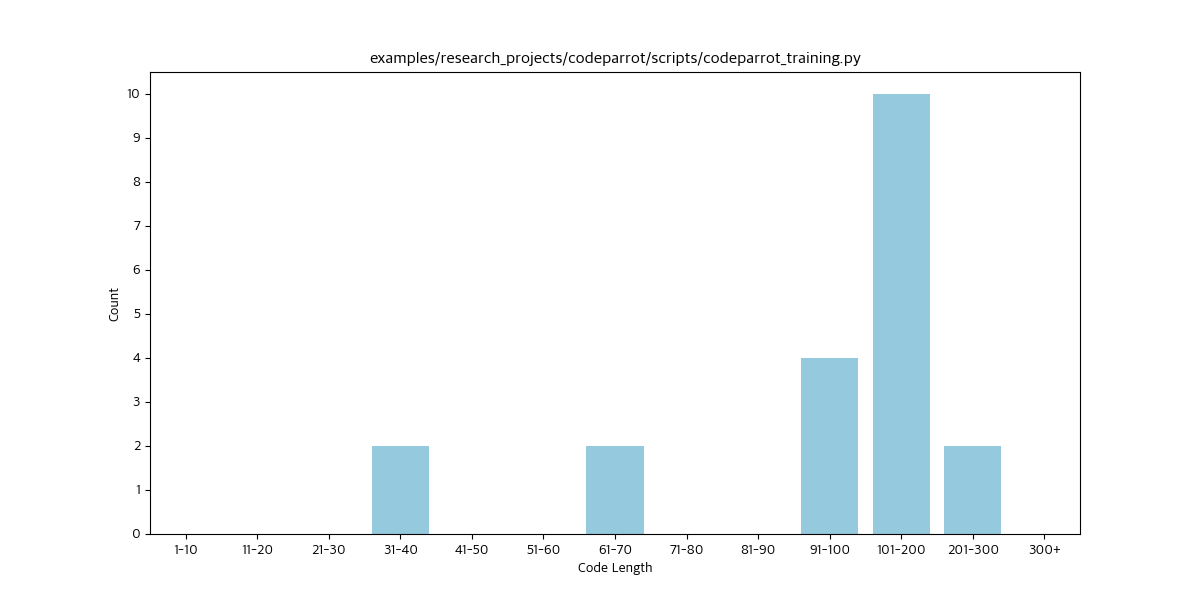 examples/research_projects/codeparrot/scripts/codeparrot_training.py
10
9
8
7
6
5
4
3
2
1
0
Count
1-10 11-20 21-30 31-40 41-50 51-60 61-70 71-80 81-90 91-100 101-200 201-300 300+
Code Length